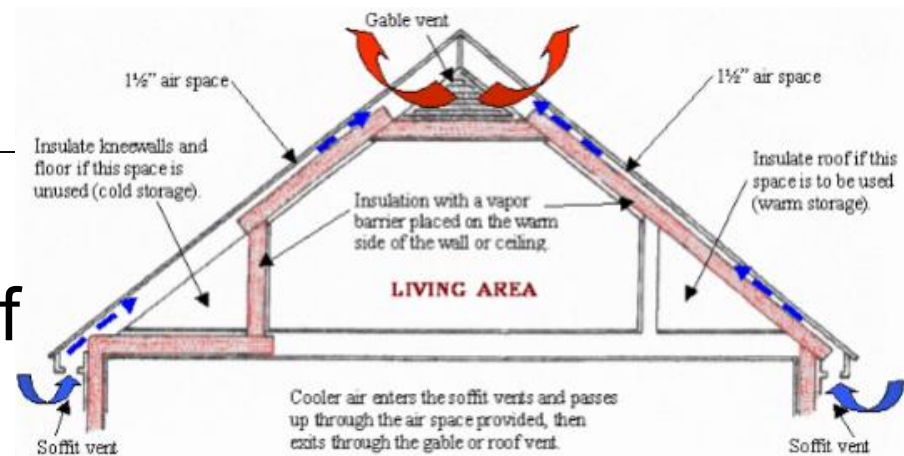 Gable vent
1½" air space
1½" air space
Insulate kneewalls and
floor if this space is
unused (cold storage).
Insulate roof if this
space is to be used
(warm storage).
Insulation with a vapor
barrier placed on the warm
side of the wall or ceiling.
LIVING AREA
f
Cooler air enters the soffit vents and passes
up through the air space provided, then
exits through the gable or roof vent.
Soffit vent
Soffit vent